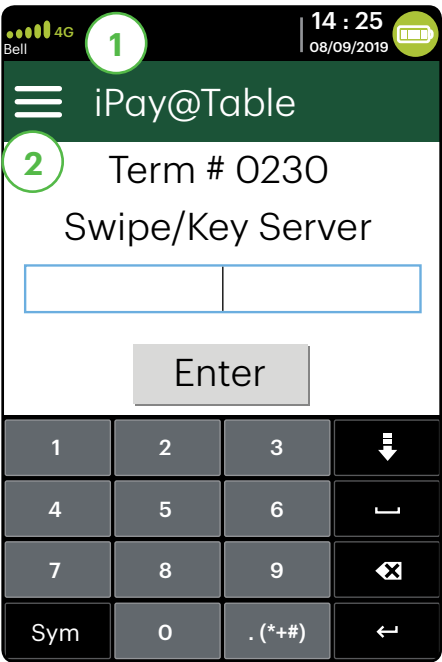 4G 14 : 25
Bell 1 08/09/2019
iPay@Table
2 Term # 0230
Swipe/Key Server
Enter
1 2 3
4 5 6
7 8 9
Sym 0 . (*+#)